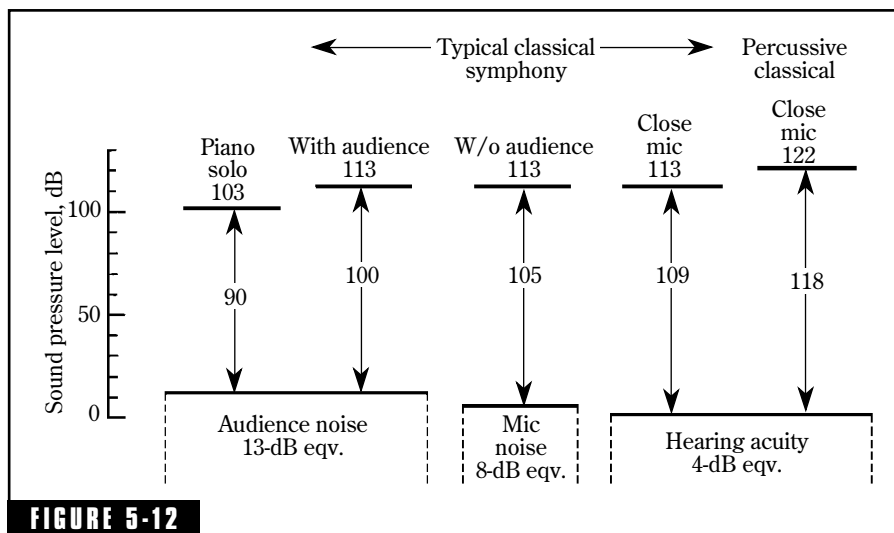 Typical classical
symphony
Percussive
classical
Piano
solo
103
With audience
113
W/o audience
113
Close
mic
113
Close
mic
122
Sound pressure level, dB
100
50
0
90
100
105
109
118
Audience noise
13-dB eqv.
Mic
noise
8-dB eqv.
Hearing acuity
4-dB eqv.
FIGURE 5-12